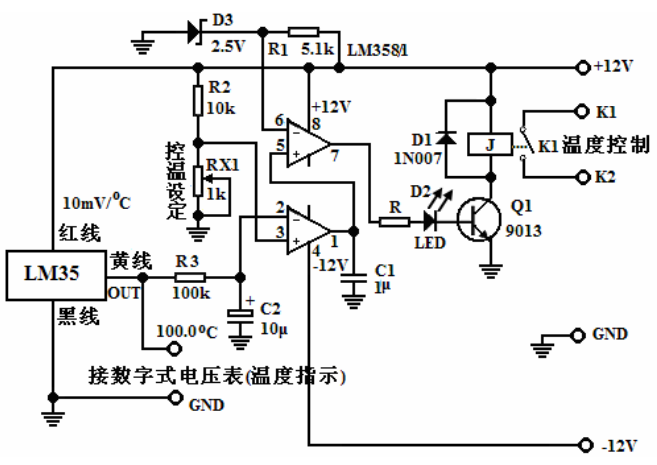 D3
2.5V
R1 5.1k
LM358/1
+12V
R2
10k
+12V
8
6
−
5
+
7
K1
D1
1N007
J
K1 温度控制
K2
控温设定
RX1
1k
10mV/⁰C
红线
D2
R
LED
Q1
9013
2
−
3
+
1
4
-12V
LM35
黄线
OUT
R3
100k
C1
1μ
黑线
+
C2
10μ
100.0⁰C
GND
接数字式电压表(温度指示)
GND
-12V